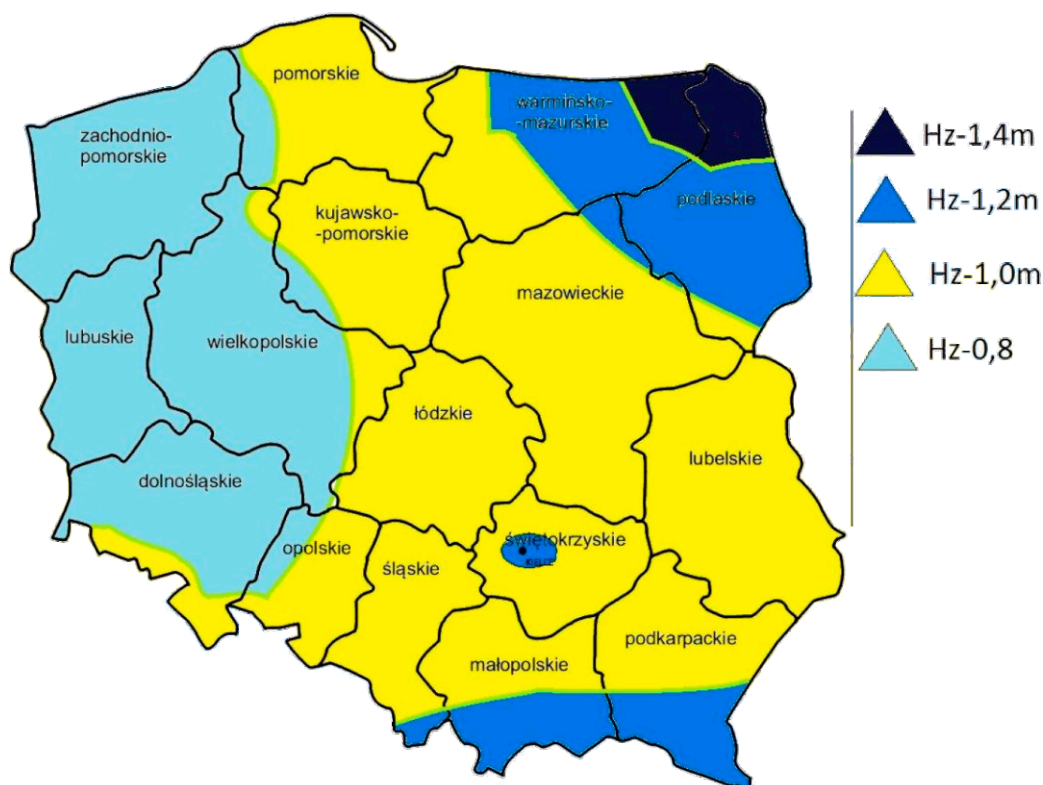 pomorskie
warmińsko-
-mazurskie
zachodnio-
pomorskie
podlaskie
kujawsko-
-pomorskie
mazowieckie
lubuskie
wielkopolskie
łódzkie
lubelskie
dolnośląskie
opolskie
świętokrzyskie
śląskie
podkarpackie
małopolskie
Hz-1,4m
Hz-1,2m
Hz-1,0m
Hz-0,8